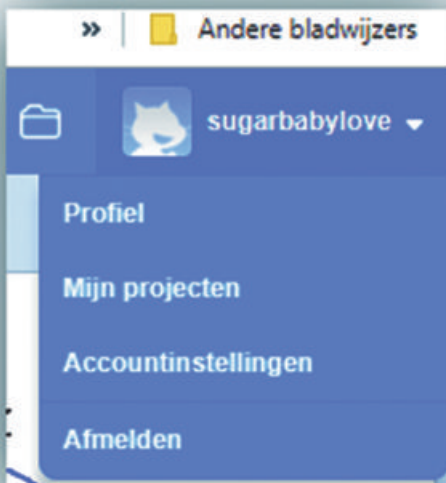 » Andere bladwijzers
sugarbabylove
Profiel
Mijn projecten
Accountinstellingen
Afmelden